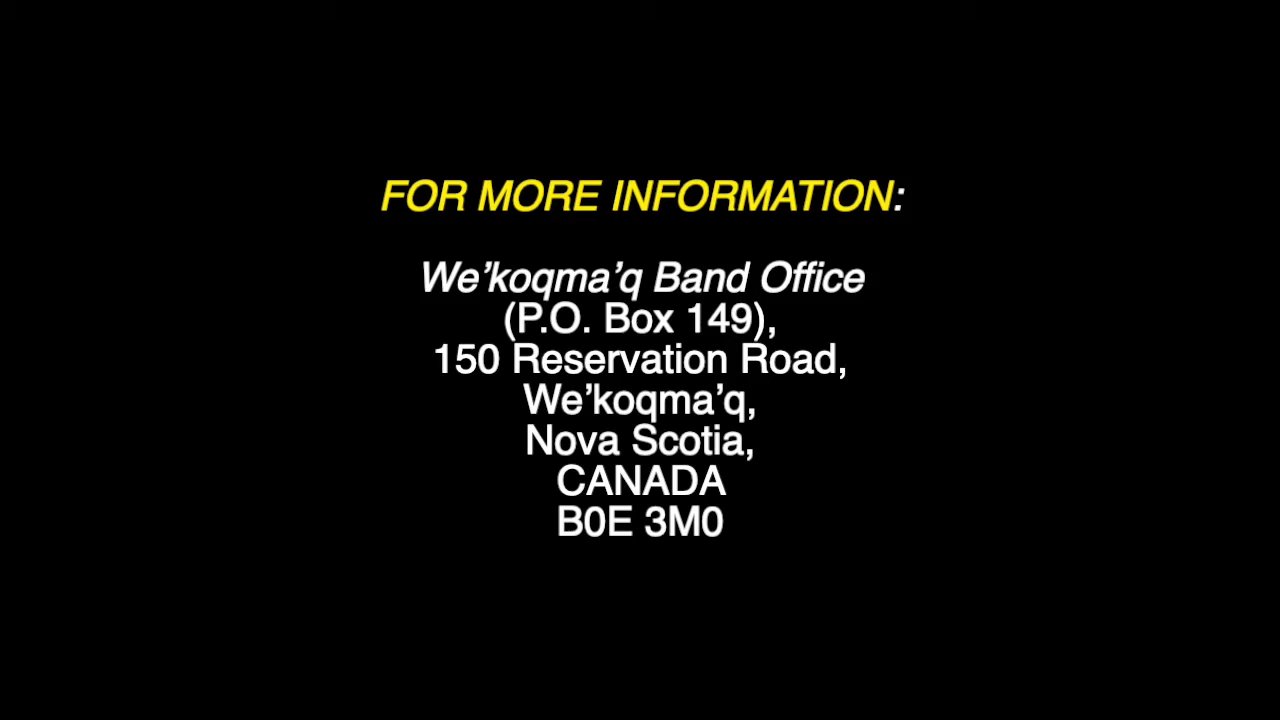 FOR MORE INFORMATION:
We’koqma’q Band Office
(P.O. Box 149),
150 Reservation Road,
We’koqma’q,
Nova Scotia,
CANADA
B0E 3M0